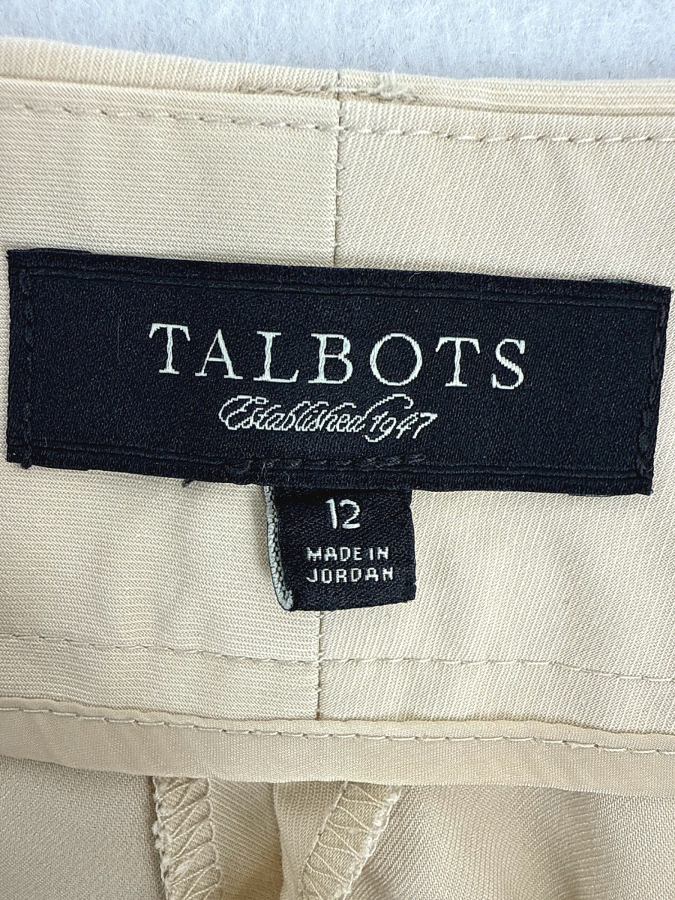 TALBOTS
Established 1947
12
MADE IN
JORDAN